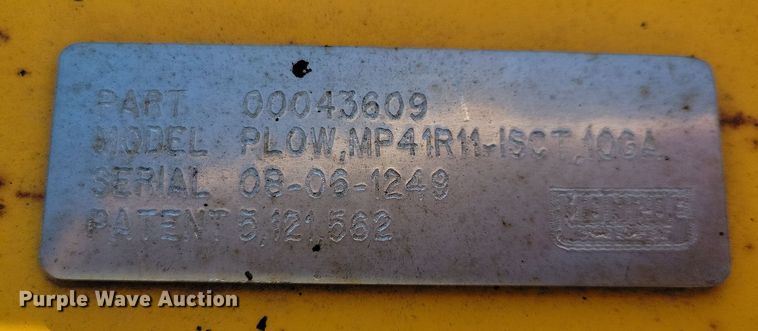 PART 00043609
MODEL PLOW,MP41R11-ISCT,10GA
SERIAL 08-06-1249
PATENT 5,121,562
Purple Wave Auction